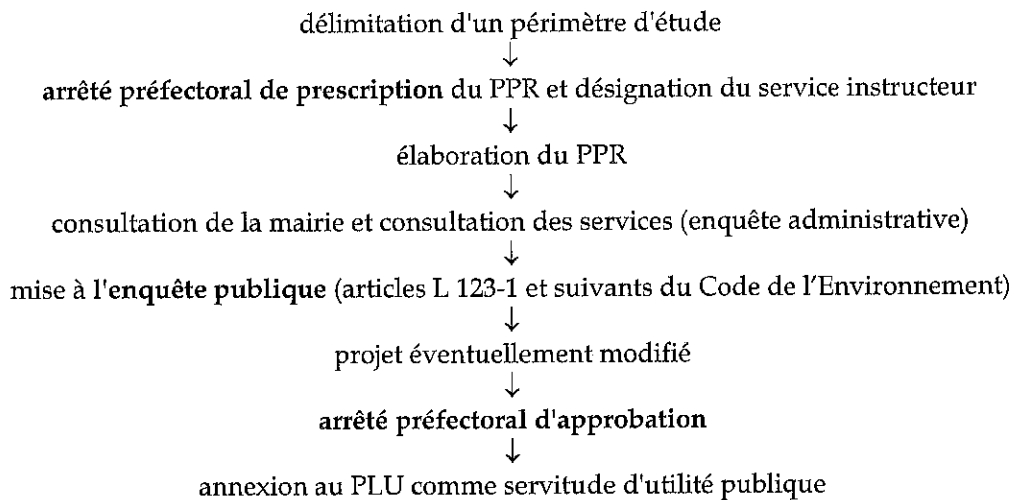 délimitation d'un périmètre d'étude
↓
arrêté préfectoral de prescription du PPR et désignation du service instructeur
↓
élaboration du PPR
↓
consultation de la mairie et consultation des services (enquête administrative)
↓
mise à l'enquête publique (articles L 123-1 et suivants du Code de l'Environnement)
↓
projet éventuellement modifié
↓
arrêté préfectoral d'approbation
↓
annexion au PLU comme servitude d'utilité publique